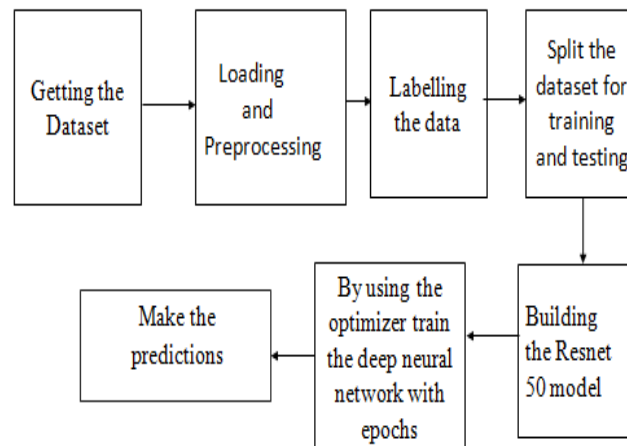 Getting the
Dataset
Loading
and
Preprocessing
Labelling
the data
Split the
dataset for
training
and testing
Building
the Resnet
50 model
By using the
optimizer train
the deep neural
network with
epochs
Make the
predictions